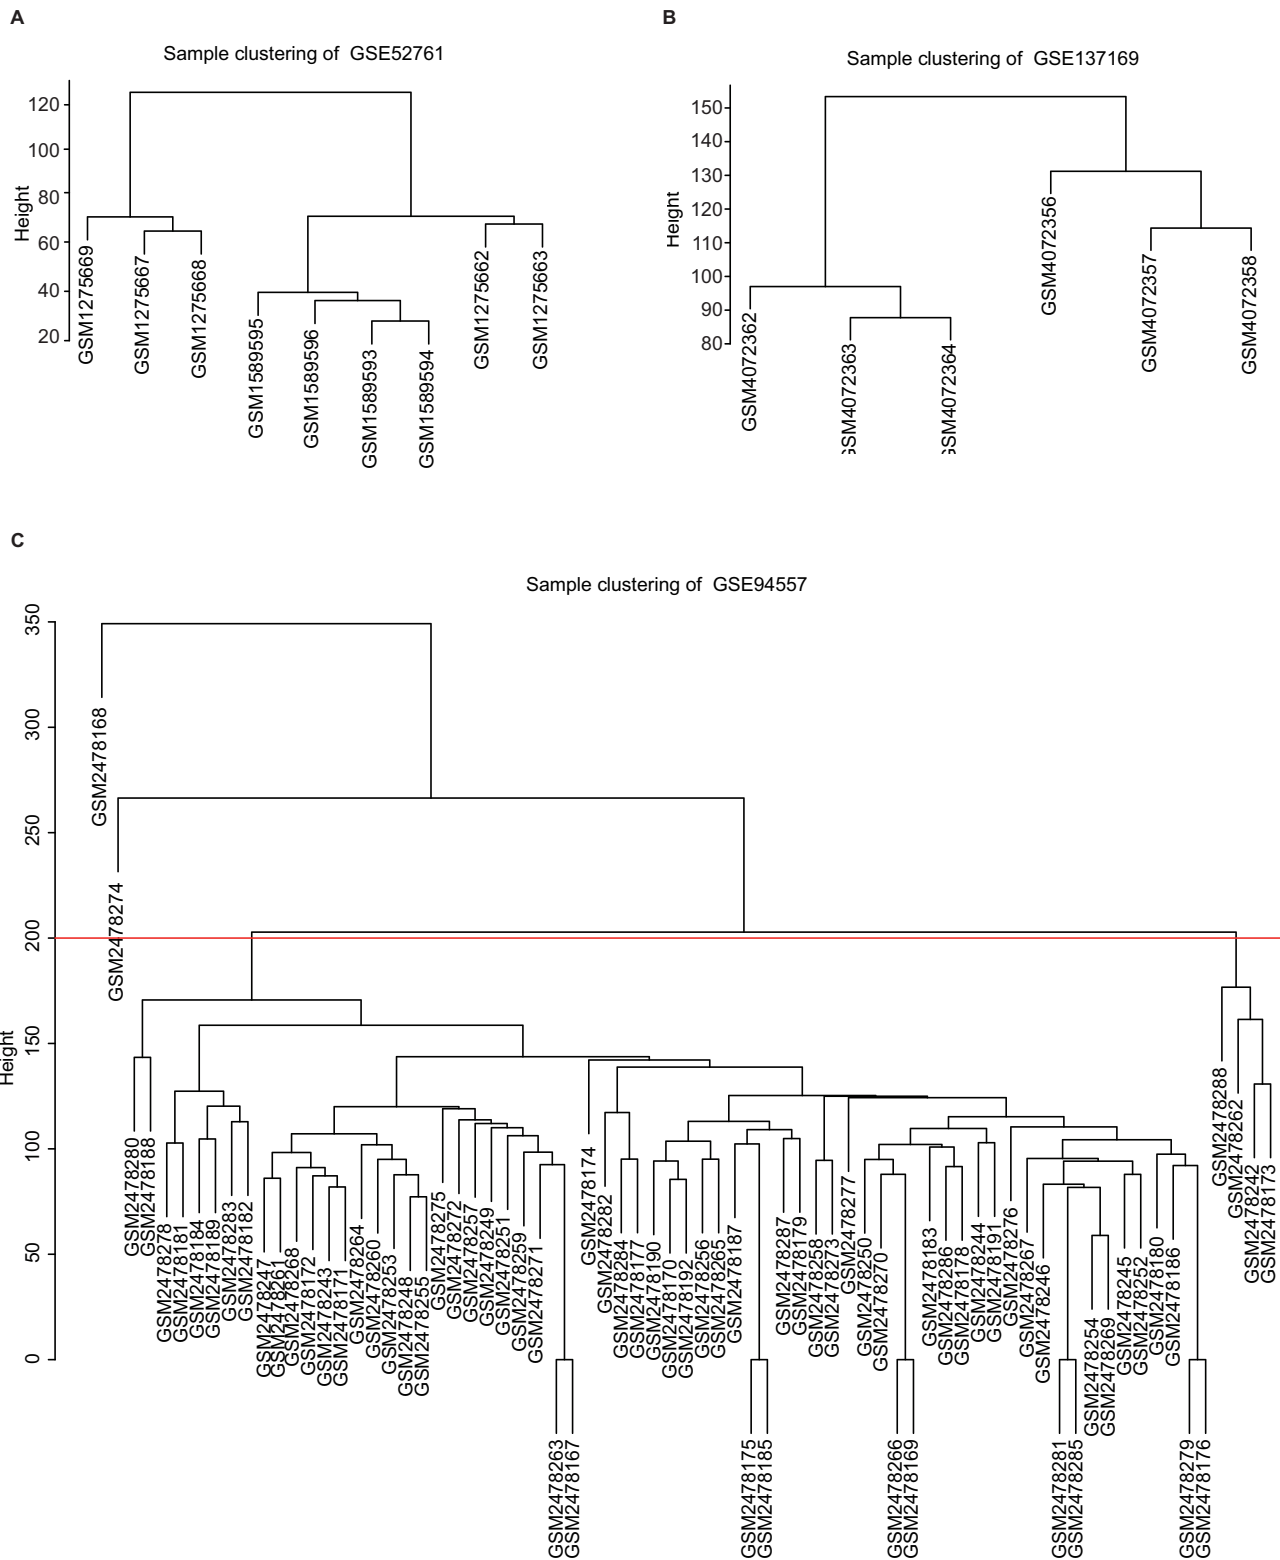 A
B
Sample clustering of GSE52761
Sample clustering of GSE137169
Height
120
100
80
60
40
20
GSM1275669
GSM1275667
GSM1275668
GSM1589595
GSM1589596
GSM1589593
GSM1589594
GSM1275662
GSM1275663
Height
150
140
130
120
110
100
90
80
GSM4072362
GSM4072363
GSM4072364
GSM4072356
GSM4072357
GSM4072358
C
Sample clustering of GSE94557
Height
350
300
250
200
150
100
50
0
GSM2478168
GSM2478274
GSM2478280
GSM2478188
GSM2478278
GSM2478181
GSM2478184
GSM2478189
GSM2478283
GSM2478182
GSM2478247
GSM2478261
GSM2478268
GSM2478172
GSM2478243
GSM2478171
GSM2478264
GSM2478260
GSM2478253
GSM2478248
GSM2478255
GSM2478275
GSM2478272
GSM2478257
GSM2478249
GSM2478251
GSM2478259
GSM2478271
GSM2478263
GSM2478167
GSM2478174
GSM2478282
GSM2478284
GSM2478177
GSM2478190
GSM2478170
GSM2478192
GSM2478256
GSM2478265
GSM2478187
GSM2478175
GSM2478185
GSM2478287
GSM2478179
GSM2478258
GSM2478273
GSM2478277
GSM2478250
GSM2478270
GSM2478266
GSM2478169
GSM2478183
GSM2478286
GSM2478178
GSM2478244
GSM2478191
GSM2478276
GSM2478267
GSM2478246
GSM2478281
GSM2478285
GSM2478254
GSM2478269
GSM2478245
GSM2478252
GSM2478180
GSM2478186
GSM2478279
GSM2478176
GSM2478288
GSM2478262
GSM2478242
GSM2478173